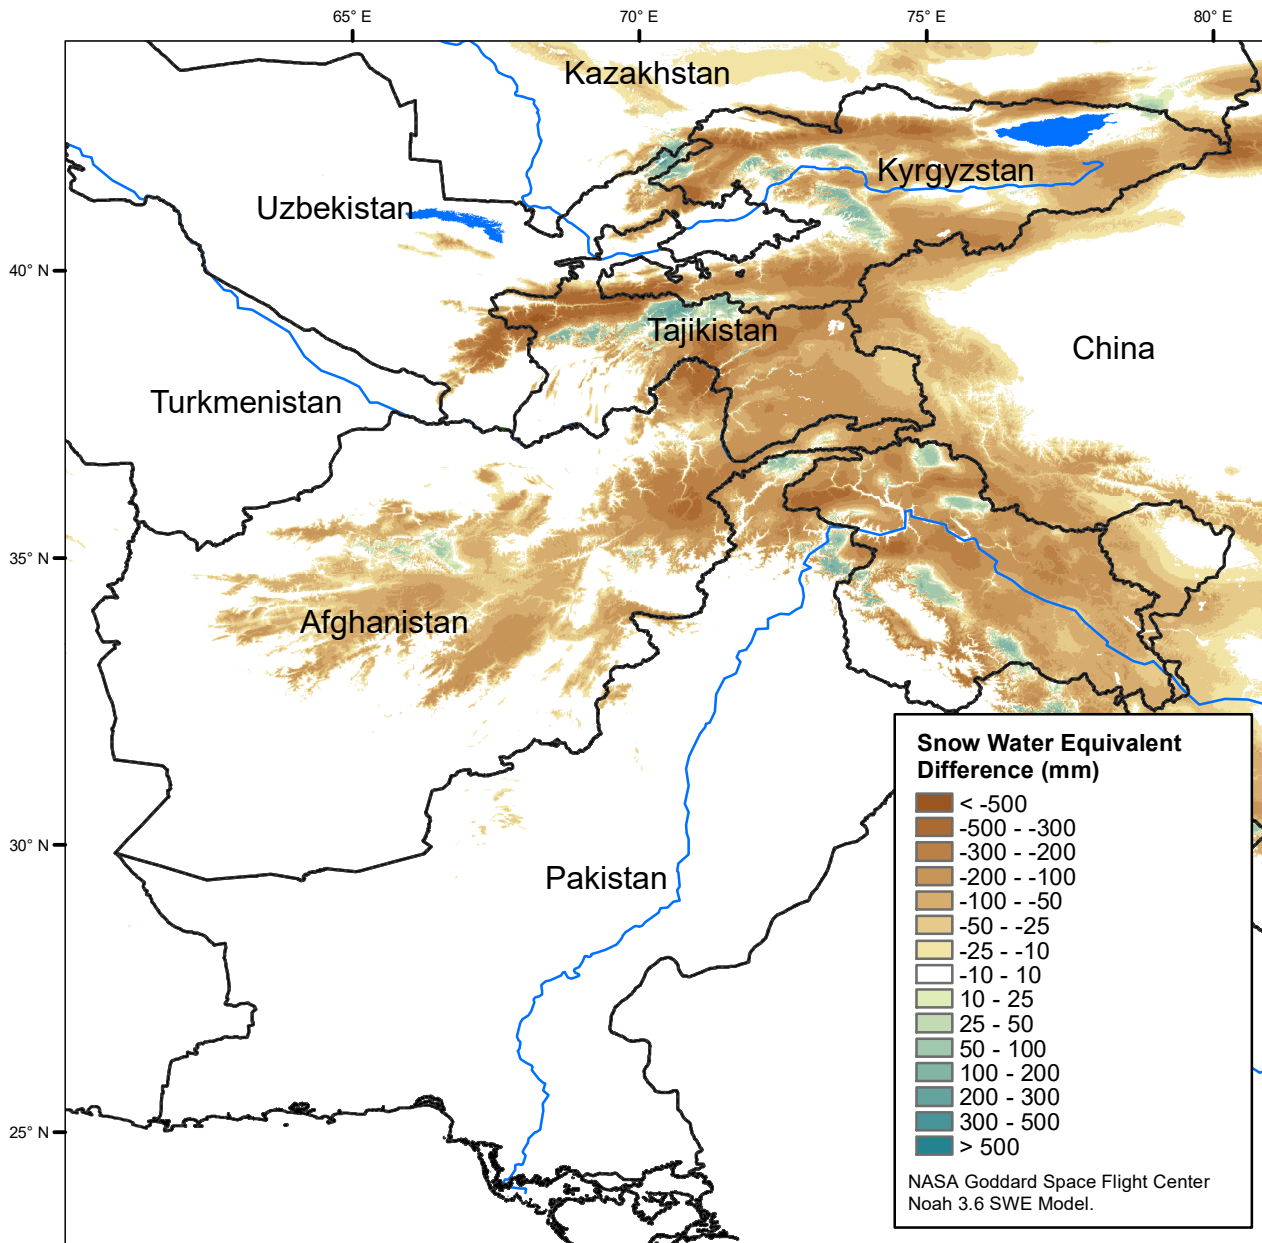 65° E
70° E
75° E
80° E
Kazakhstan
Kyrgyzstan
Uzbekistan
40° N
Tajikistan
China
Turkmenistan
35° N
Afghanistan
Snow Water Equivalent
Difference (mm)
< -500
-500 - -300
-300 - -200
-200 - -100
-100 - -50
-50 - -25
-25 - -10
-10 - 10
10 - 25
25 - 50
50 - 100
100 - 200
200 - 300
300 - 500
> 500
NASA Goddard Space Flight Center
Noah 3.6 SWE Model.
30° N
Pakistan
25° N